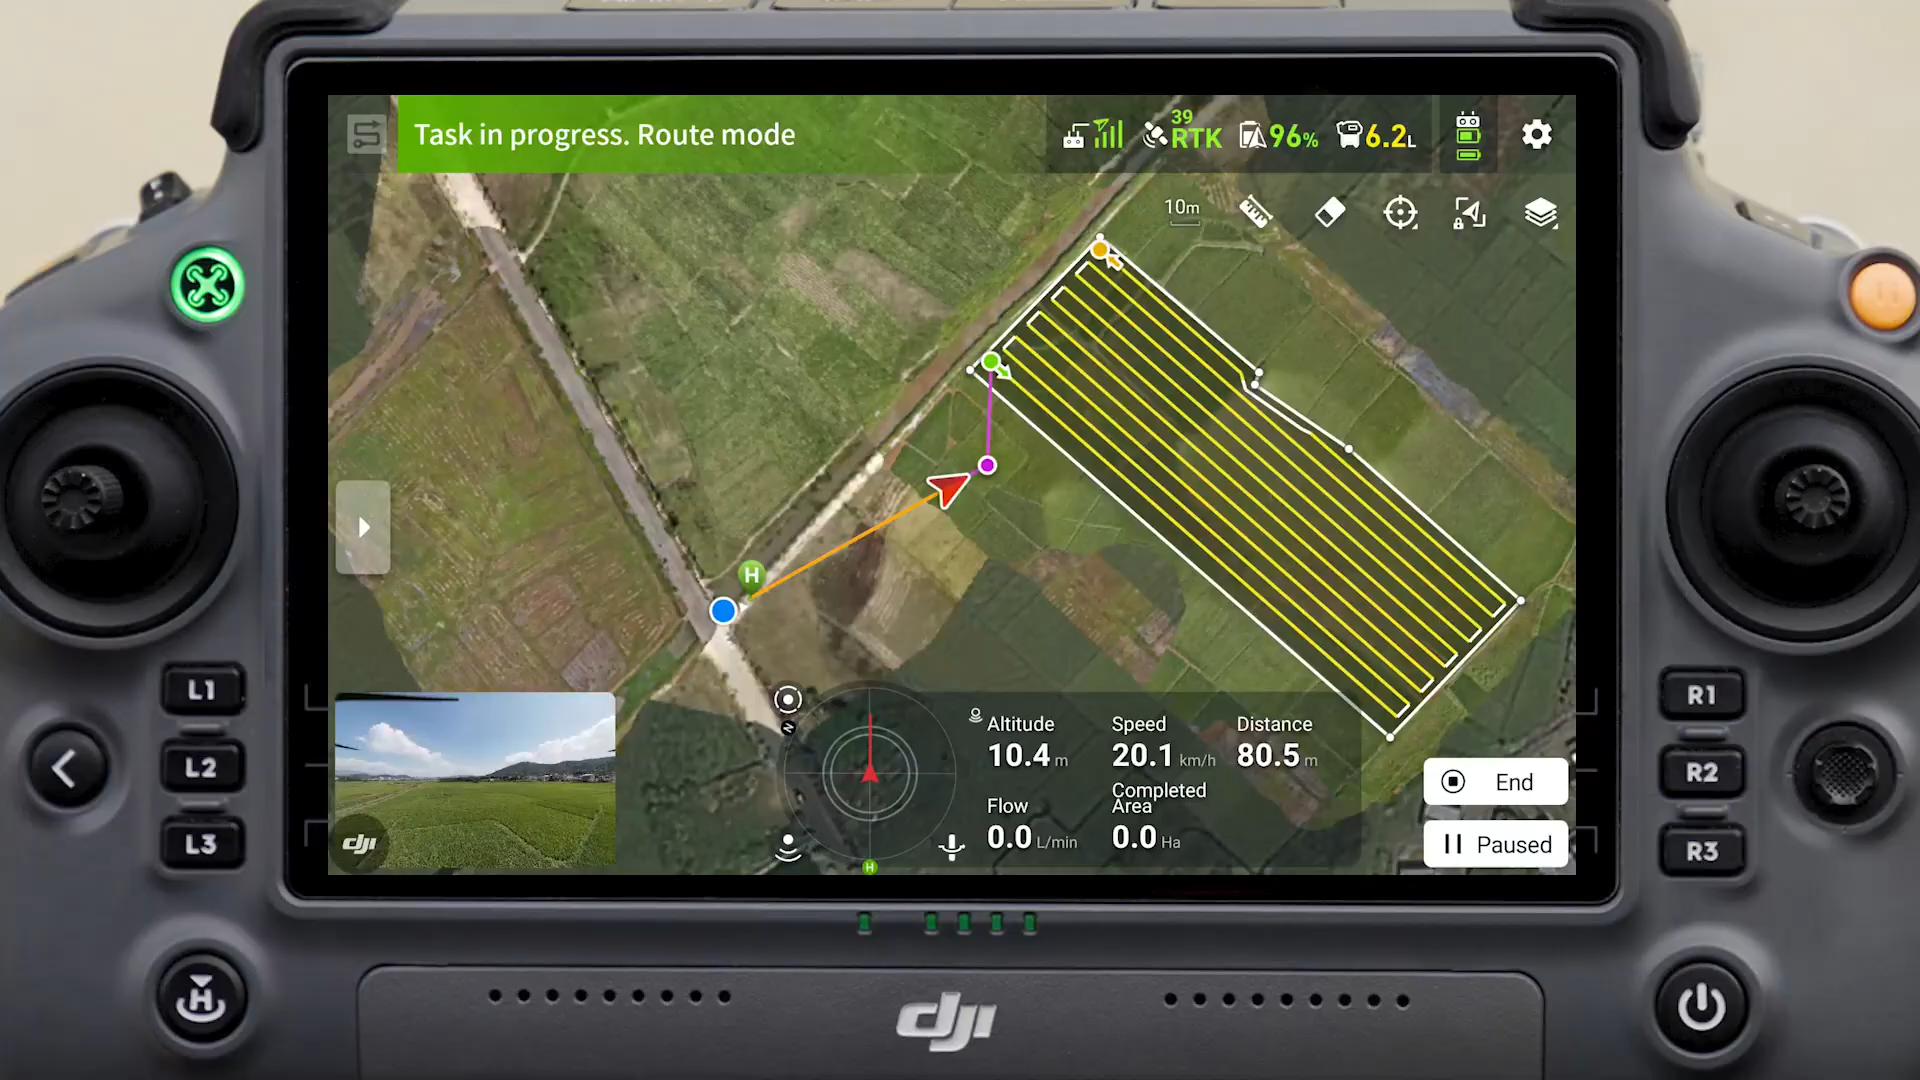 Task in progress. Route mode
39
RTK
96%
6.2L
10m
H
Altitude
10.4 m
Speed
20.1 km/h
Distance
80.5 m
Flow
0.0 L/min
Completed
Area
0.0 Ha
N
H
End
Paused
dji
L1
L2
L3
R1
R2
R3
H
dji